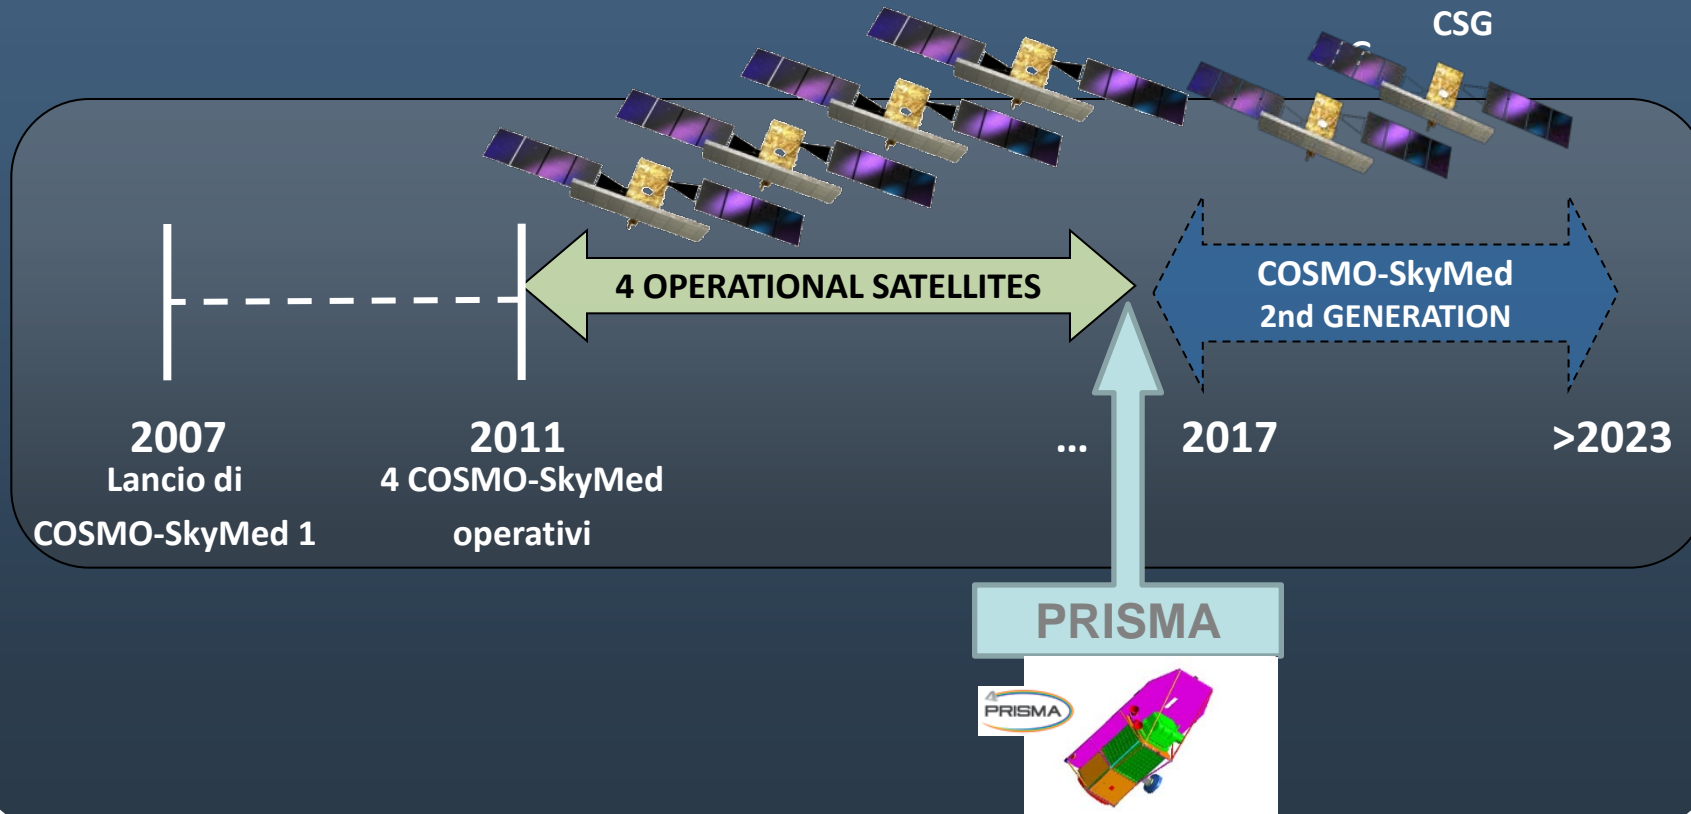 CSG
4 OPERATIONAL SATELLITES
COSMO-SkyMed
2nd GENERATION
2007
Lancio di
COSMO-SkyMed 1
2011
4 COSMO-SkyMed
operativi
...
2017
>2023
PRISMA
PRISMA